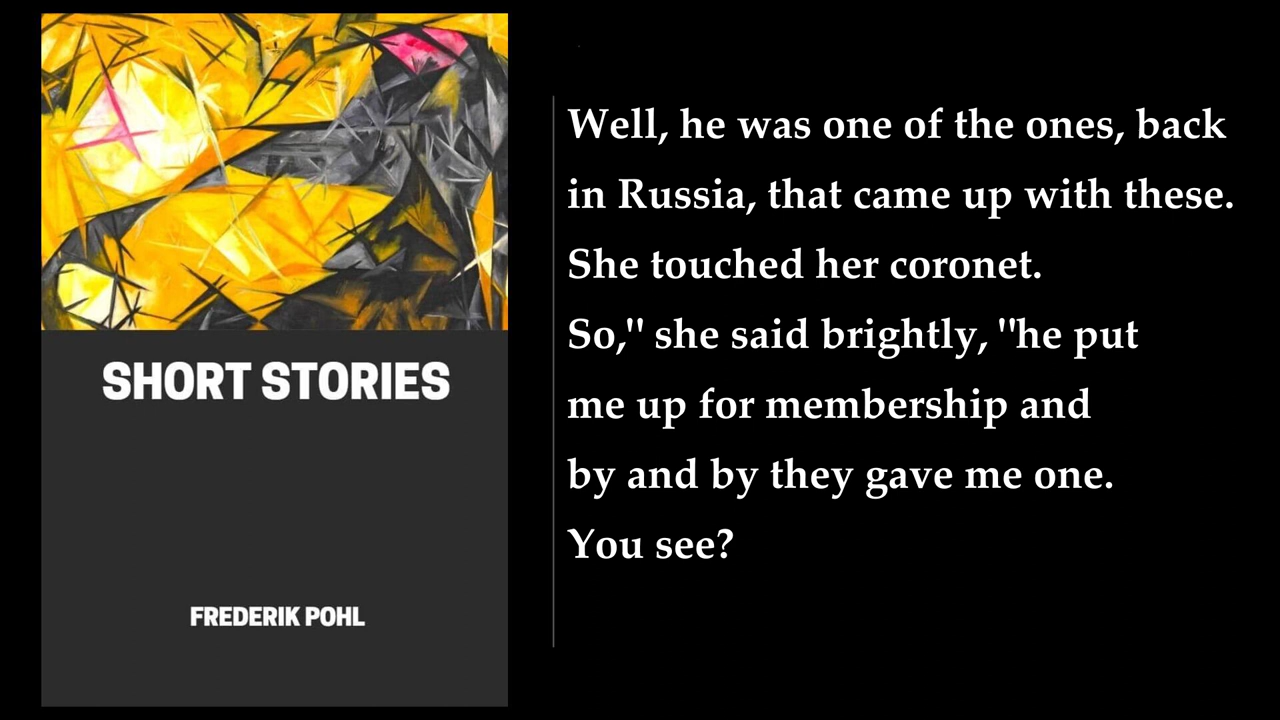 SHORT STORIES
FREDERIK POHL
Well, he was one of the ones, back
in Russia, that came up with these.
She touched her coronet.
So," she said brightly, "he put
me up for membership and
by and by they gave me one.
You see?